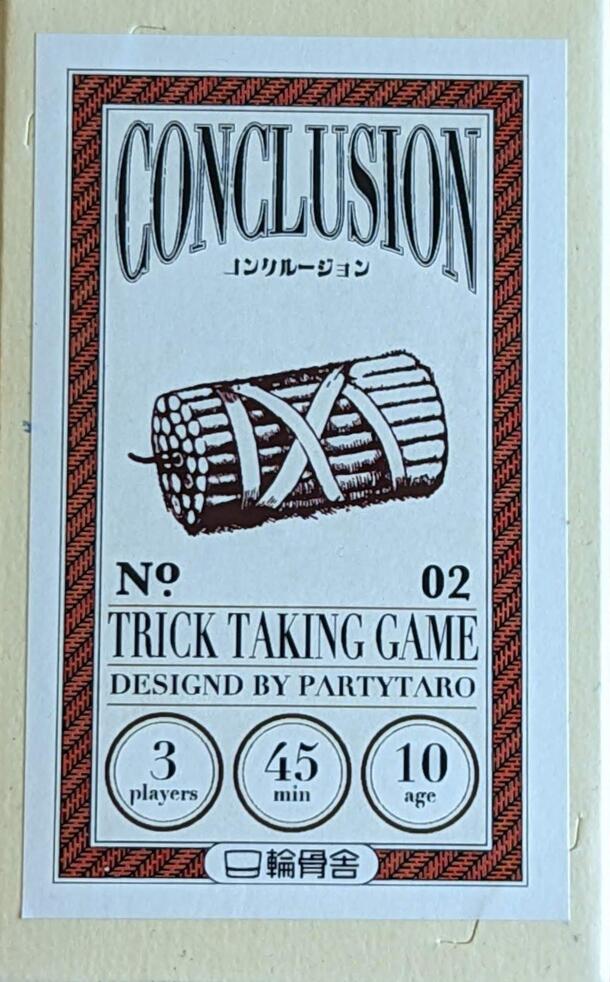 CONCLUSION
コンクルージョン
Nº 02
TRICK TAKING GAME
DESIGND BY PARTYTARO
3 players
45 min
10 age
日輪骨舎